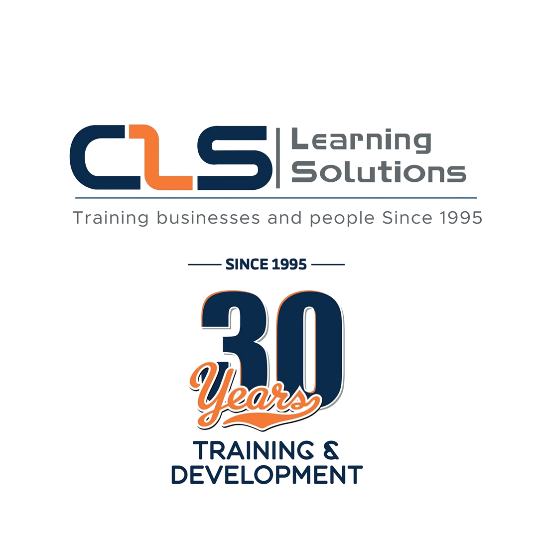 CLS
Learning
Solutions
Training businesses and people Since 1995
SINCE 1995
30
Years
TRAINING &
DEVELOPMENT